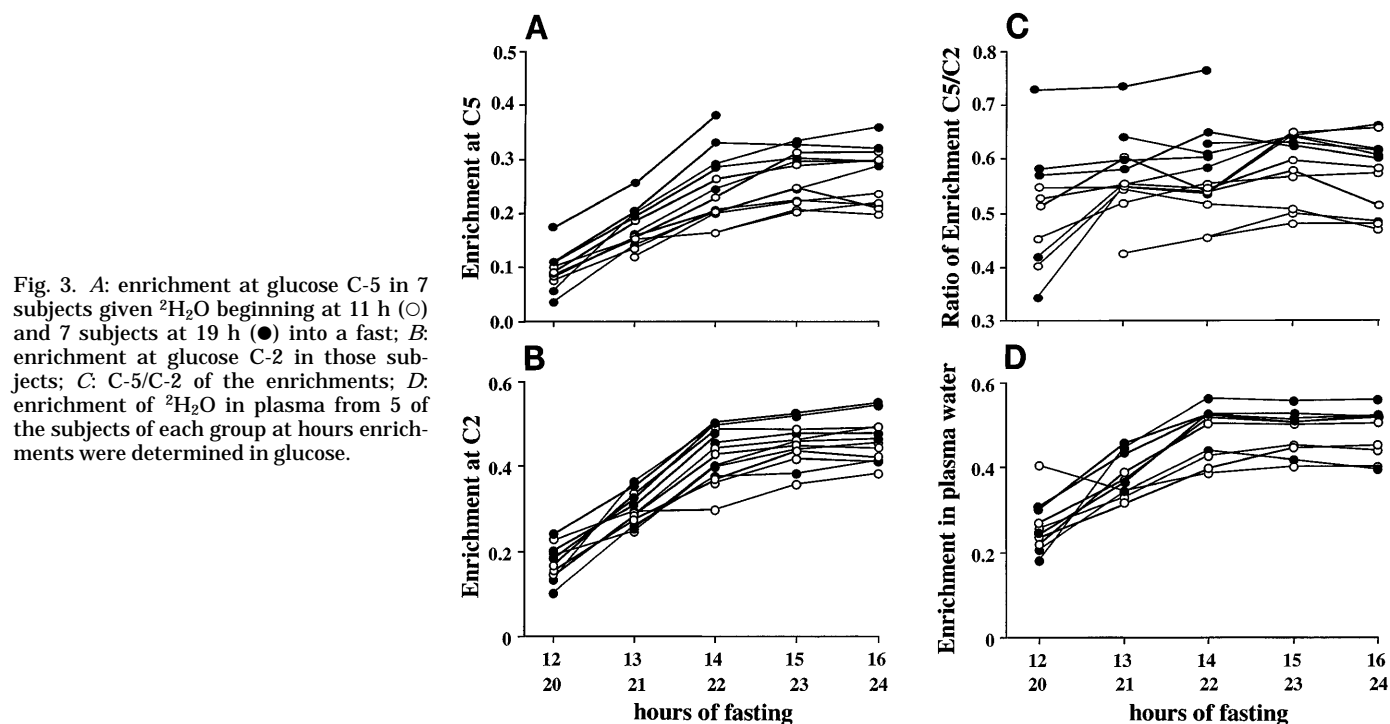 Fig. 3. A: enrichment at glucose C-5 in 7
subjects given ²H₂O beginning at 11 h (○)
and 7 subjects at 19 h (●) into a fast; B:
enrichment at glucose C-2 in those sub-
jects; C: C-5/C-2 of the enrichments; D:
enrichment of ²H₂O in plasma from 5 of
the subjects of each group at hours enrich-
ments were determined in glucose.
A
Enrichment at C5
0.5
0.4
0.3
0.2
0.1
0.0
B
Enrichment at C2
0.6
0.4
0.2
0
12 13 14 15 16
20 21 22 23 24
hours of fasting
C
Ratio of Enrichment C5/C2
0.8
0.7
0.6
0.5
0.4
0.3
D
Enrichment in plasma water
0.6
0.4
0.2
0
12 13 14 15 16
20 21 22 23 24
hours of fasting